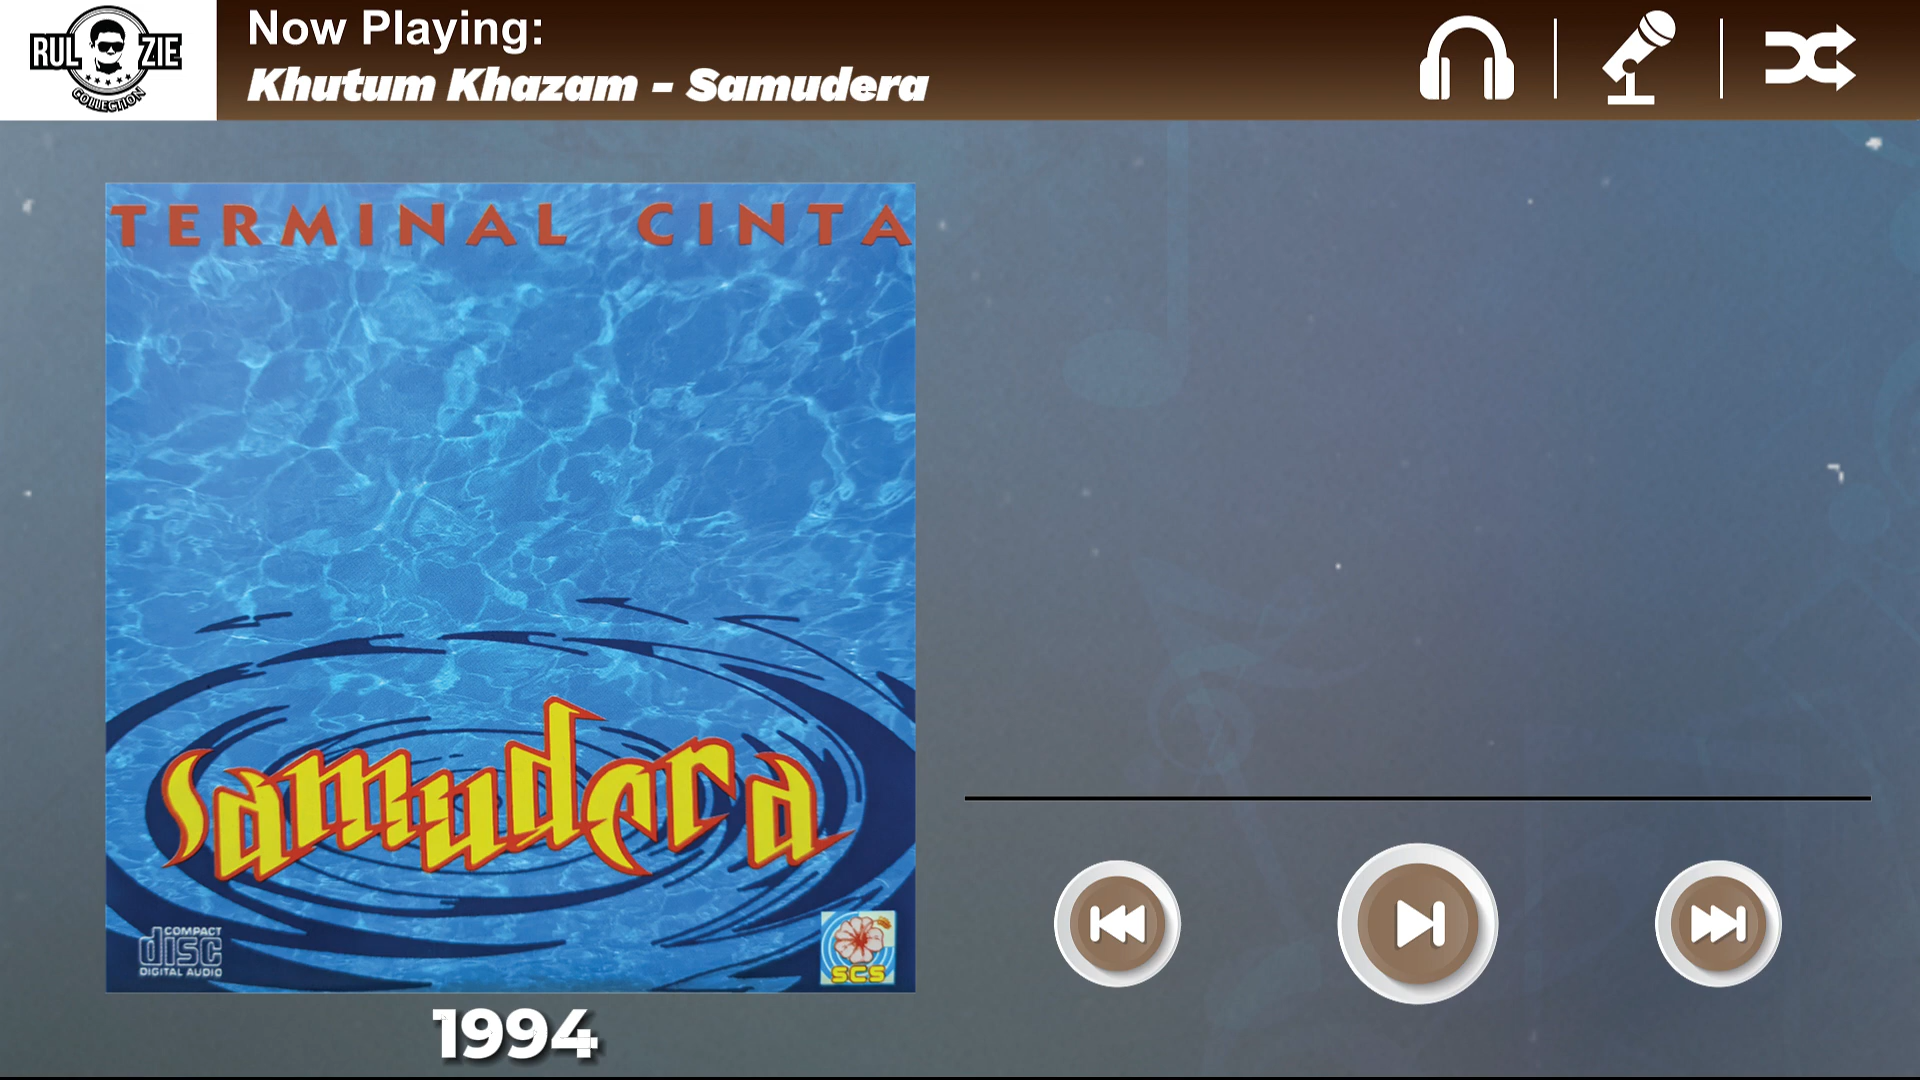 RUL ZIE
COLLECTION
Now Playing:
Khutum Khazam - Samudera
TERMINAL CINTA
samudera
COMPACT
disc
DIGITAL AUDIO
SCS
1994